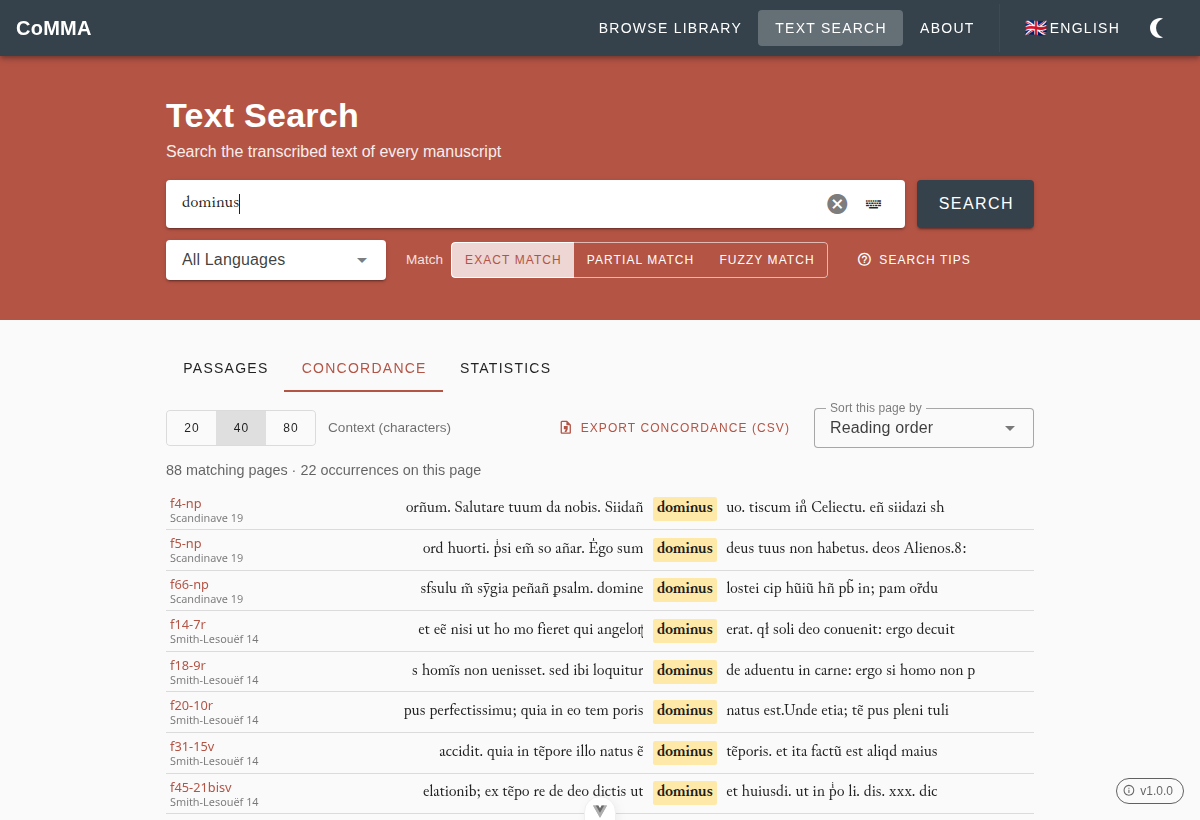 CoMMA
BROWSE LIBRARY
TEXT SEARCH
ABOUT
ENGLISH
Text Search
Search the transcribed text of every manuscript
dominus
SEARCH
All Languages
Match
EXACT MATCH
PARTIAL MATCH
FUZZY MATCH
SEARCH TIPS
PASSAGES
CONCORDANCE
STATISTICS
20
40
80
Context (characters)
EXPORT CONCORDANCE (CSV)
Sort this page by
Reading order
88 matching pages · 22 occurrences on this page
f4-np
Scandinave 19
orñum. Salutare tuum da nobis. Siidañ dominus uo. tiscum in̊ Celiectu. eñ siidazi sh
f5-np
Scandinave 19
ord huorti. p̍si em̃ so añar. E̍go sum dominus deus tuus non habetus. deos Alienos.8:
f66-np
Scandinave 19
sfsulu m̃ sỹgia peñañ psalm. domine dominus lostei cip hũiũ hñ pb̃ in; pam or̃du
f14-7r
Smith-Lesouëf 14
et eẽ nisi ut ho mo fieret qui angeloꝝ dominus erat. qł soli deo conuenit: ergo decuit
f18-9r
Smith-Lesouëf 14
s homĩs non uenisset. sed ibi loquitur dominus de aduentu in carne: ergo si homo non p
f20-10r
Smith-Lesouëf 14
pus perfectissimu; quia in eo tem poris dominus natus est.Unde etia; tẽ pus pleni tuli
f31-15v
Smith-Lesouëf 14
accidit. quia in tẽpore illo natus ẽ dominus tẽporis. et ita factũ est aliqd maius
f45-21bisv
Smith-Lesouëf 14
elationib; ex tẽpo re de deo dictis ut dominus et huiusdi. ut in p̍o li. dis. xxx. dic
v1.0.0